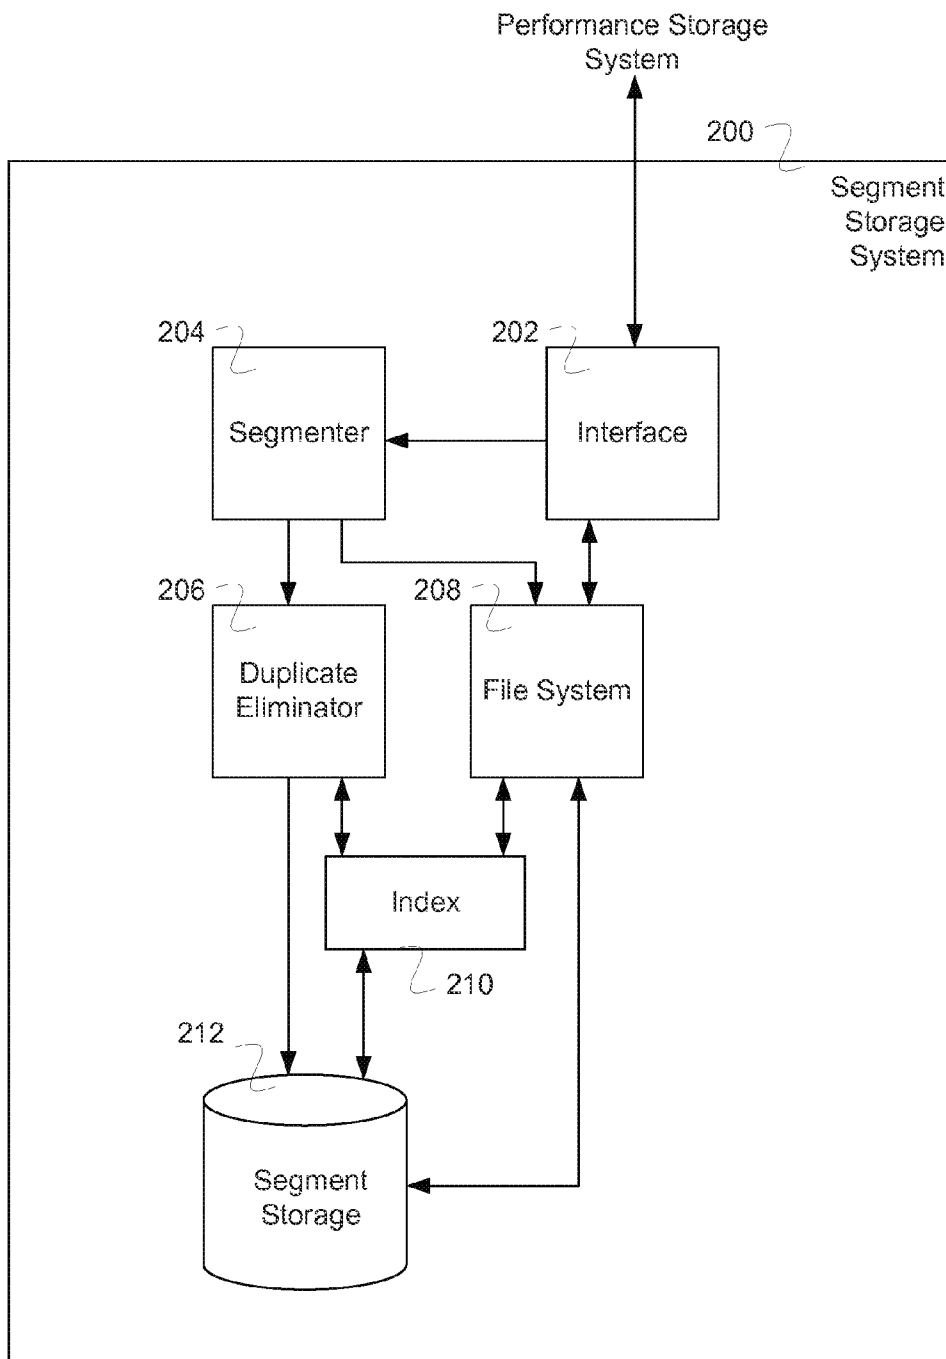 Performance Storage
System
200
Segment
Storage
System
204
202
Segmenter
Interface
206
208
Duplicate
Eliminator
File System
Index
210
212
Segment
Storage